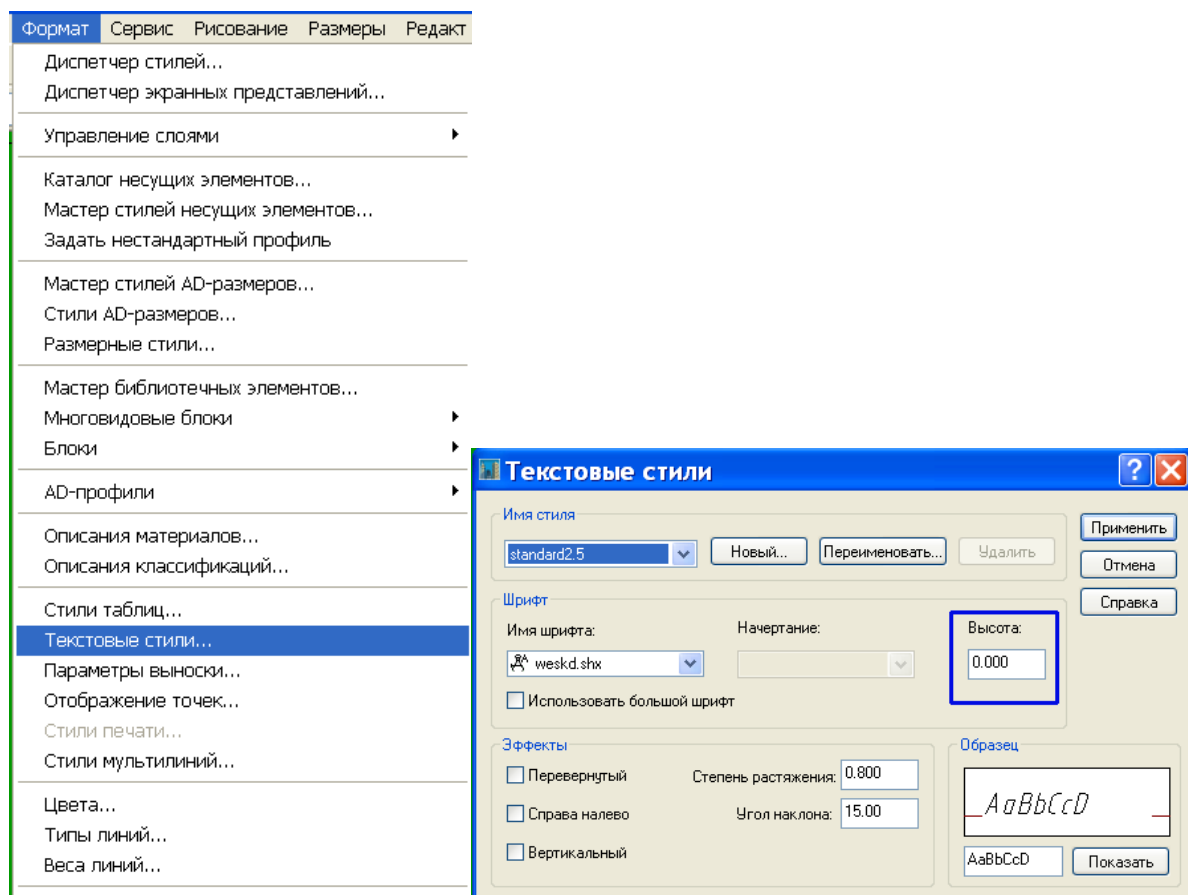 Формат Сервис Рисование Размеры Редакт
Диспетчер стилей...
Диспетчер экранных представлений...
Управление слоями
Каталог несущих элементов...
Мастер стилей несущих элементов...
Задать нестандартный профиль
Мастер стилей AD-размеров...
Стили AD-размеров...
Размерные стили...
Мастер библиотечных элементов...
Многовидовые блоки
Блоки
AD-профили
Описания материалов...
Описания классификаций...
Стили таблиц...
Текстовые стили...
Параметры выноски...
Отображение точек...
Стили печати...
Стили мультилиний...
Цвета...
Типы линий...
Веса линий...
Текстовые стили
Имя стиля
standard2.5 Новый... Переименовать... Удалить
Применить
Отмена
Справка
Шрифт
Имя шрифта: Начертание: Высота:
weskd.shx 0.000
Использовать большой шрифт
Эффекты
Перевернутый Степень растяжения: 0.800
Справа налево Угол наклона: 15.00
Вертикальный
Образец
AaBbCcD
AaBbCcD Показать